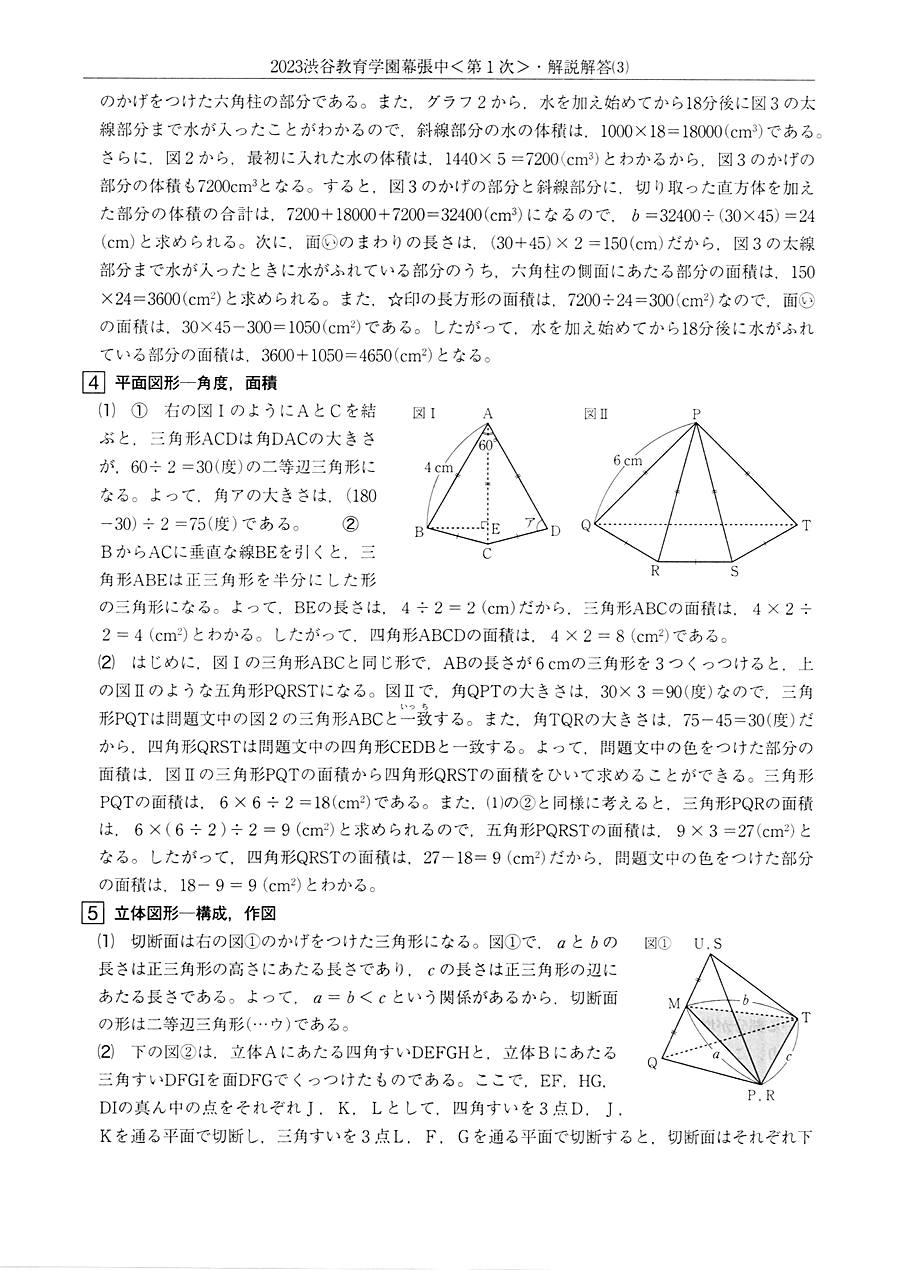 2023渋谷教育学園幕張中＜第１次＞・解説解答(3)
のかげをつけた六角柱の部分である。また，グラフ２から，水を加え始めてから18分後に図３の太
線部分まで水が入ったことがわかるので，斜線部分の水の体積は，1000×18＝18000(cm³)である。
さらに，図２から，最初に入れた水の体積は，1440×５＝7200(cm³)とわかるから，図３のかげの
部分の体積も7200cm³となる。すると，図３のかげの部分と斜線部分に，切り取った直方体を加え
た部分の体積の合計は，7200＋18000＋7200＝32400(cm³)になるので，b＝32400÷(30×45)＝24
(cm)と求められる。次に，面㋑のまわりの長さは，(30＋45)×２＝150(cm)だから，図３の太線
部分まで水が入ったときに水がふれている部分のうち，六角柱の側面にあたる部分の面積は，150
×24＝3600(cm²)と求められる。また，☆印の長方形の面積は，7200÷24＝300(cm²)なので，面㋑
の面積は，30×45－300＝1050(cm²)である。したがって，水を加え始めてから18分後に水がふれ
ている部分の面積は，3600＋1050＝4650(cm²)となる。
4 平面図形―角度，面積
(1) ① 右の図ⅠのようにＡとＣを結
ぶと，三角形ACDは角DACの大きさ
が，60÷２＝30(度)の二等辺三角形に
なる。よって，角アの大きさは，(180
－30)÷２＝75(度)である。 ②
ＢからACに垂直な線BEを引くと，三
角形ABEは正三角形を半分にした形
の三角形になる。よって，BEの長さは，４÷２＝２(cm)だから，三角形ABCの面積は，４×２÷
２＝４(cm²)とわかる。したがって，四角形ABCDの面積は，４×２＝８(cm²)である。
図Ⅰ
A
60°
4 cm
B
E
ア
D
C
図Ⅱ
P
6 cm
Q
T
R
S
(2) はじめに，図Ⅰの三角形ABCと同じ形で，ABの長さが６cmの三角形を３つくっつけると，上
の図Ⅱのような五角形PQRSTになる。図Ⅱで，角QPTの大きさは，30×３＝90(度)なので，三角
いっち
形PQTは問題文中の図２の三角形ABCと一致する。また，角TQRの大きさは，75－45＝30(度)だ
から，四角形QRSTは問題文中の四角形CEDBと一致する。よって，問題文中の色をつけた部分の
面積は，図Ⅱの三角形PQTの面積から四角形QRSTの面積をひいて求めることができる。三角形
PQTの面積は，６×６÷２＝18(cm²)である。また，(1)の②と同様に考えると，三角形PQRの面積
は，６×(６÷２)÷２＝９(cm²)と求められるので，五角形PQRSTの面積は，９×３＝27(cm²)と
なる。したがって，四角形QRSTの面積は，27－18＝９(cm²)だから，問題文中の色をつけた部分
の面積は，18－９＝９(cm²)とわかる。
5 立体図形―構成，作図
(1) 切断面は右の図①のかげをつけた三角形になる。図①で，aとbの
長さは正三角形の高さにあたる長さであり，cの長さは正三角形の辺に
あたる長さである。よって，a＝b＜cという関係があるから，切断面
の形は二等辺三角形(…ウ)である。
(2) 下の図②は，立体Ａにあたる四角すいDEFGHと，立体Ｂにあたる
三角すいDFGIを面DFGでくっつけたものである。ここで，EF，HG，
DIの真ん中の点をそれぞれＪ，Ｋ，Ｌとして，四角すいを３点Ｄ，Ｊ，
Ｋを通る平面で切断し，三角すいを３点Ｌ，Ｆ，Ｇを通る平面で切断すると，切断面はそれぞれ下
図①
U，S
M
b
T
a
c
Q
P，R